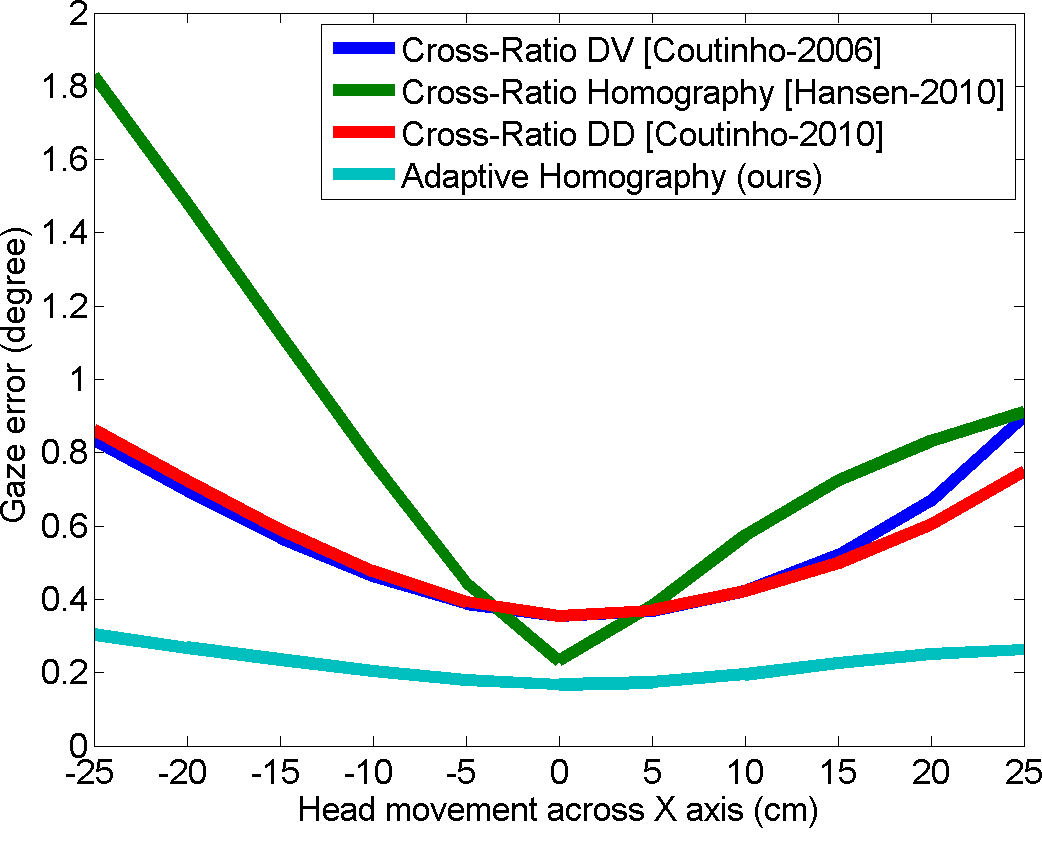 Cross-Ratio DV [Coutinho-2006]
Cross-Ratio Homography [Hansen-2010]
Cross-Ratio DD [Coutinho-2010]
Adaptive Homography (ours)
Gaze error (degree)
2
1.8
1.6
1.4
1.2
1
0.8
0.6
0.4
0.2
0
-25 -20 -15 -10 -5 0 5 10 15 20 25
Head movement across X axis (cm)